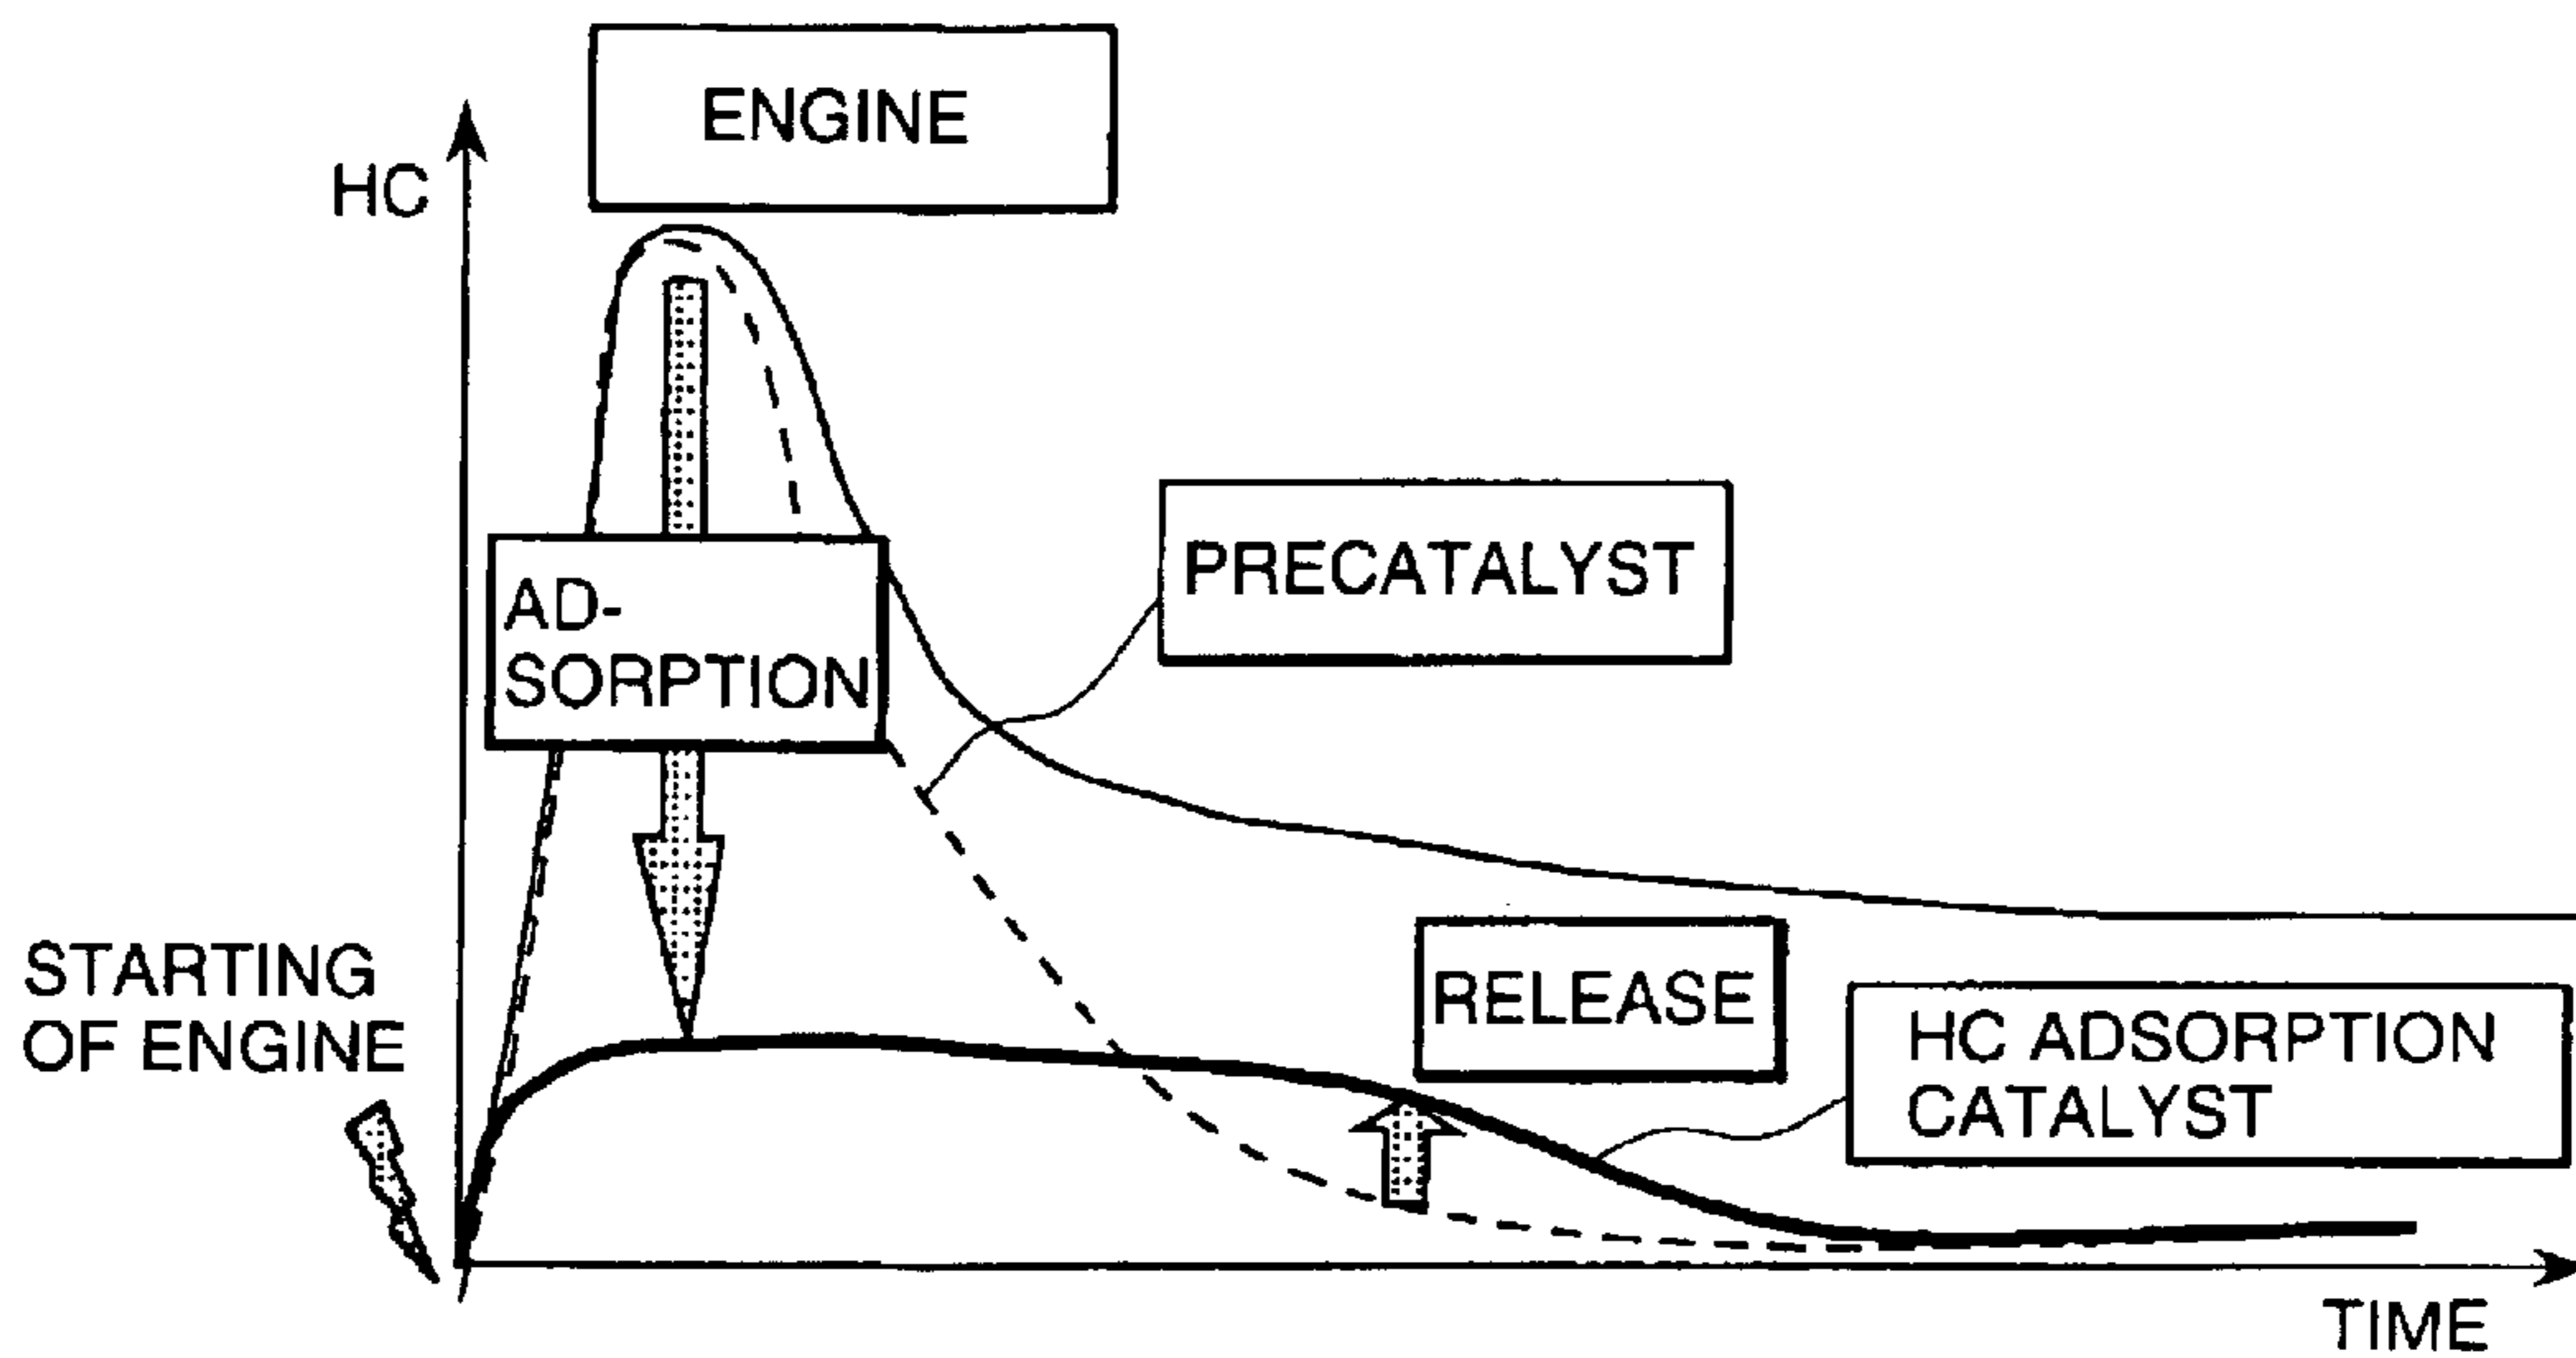 ENGINE
HC
PRECATALYST
AD-
SORPTION
STARTING
OF ENGINE
RELEASE
HC ADSORPTION
CATALYST
TIME